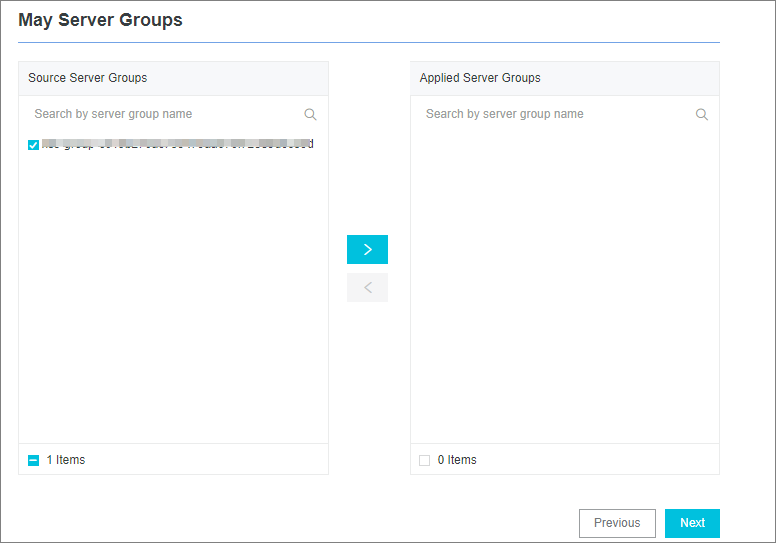 May Server Groups
Source Server Groups
Search by server group name
1 Items
Applied Server Groups
Search by server group name
0 Items
Previous
Next